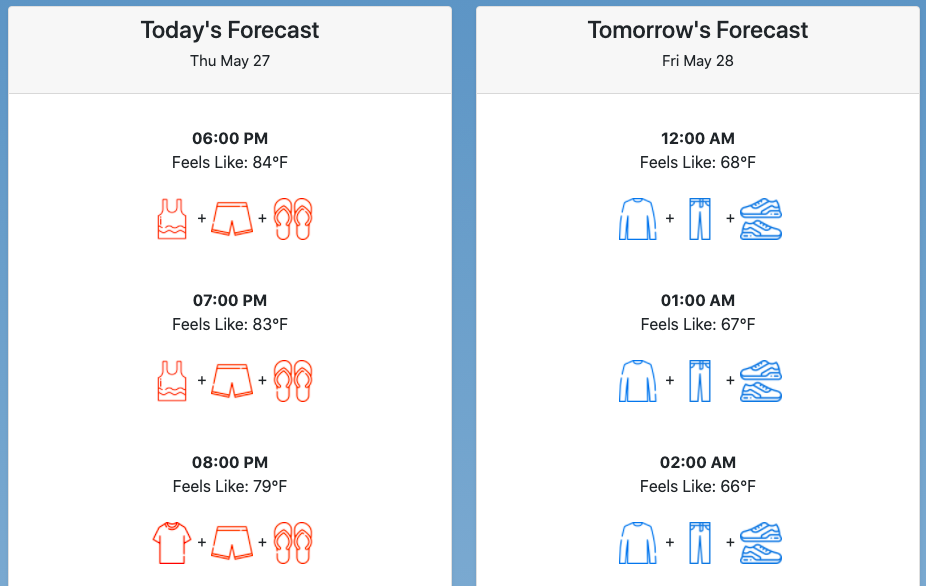 Today's Forecast
Thu May 27
06:00 PM
Feels Like: 84°F
+ +
07:00 PM
Feels Like: 83°F
+ +
08:00 PM
Feels Like: 79°F
+ +
Tomorrow's Forecast
Fri May 28
12:00 AM
Feels Like: 68°F
+ +
01:00 AM
Feels Like: 67°F
+ +
02:00 AM
Feels Like: 66°F
+ +